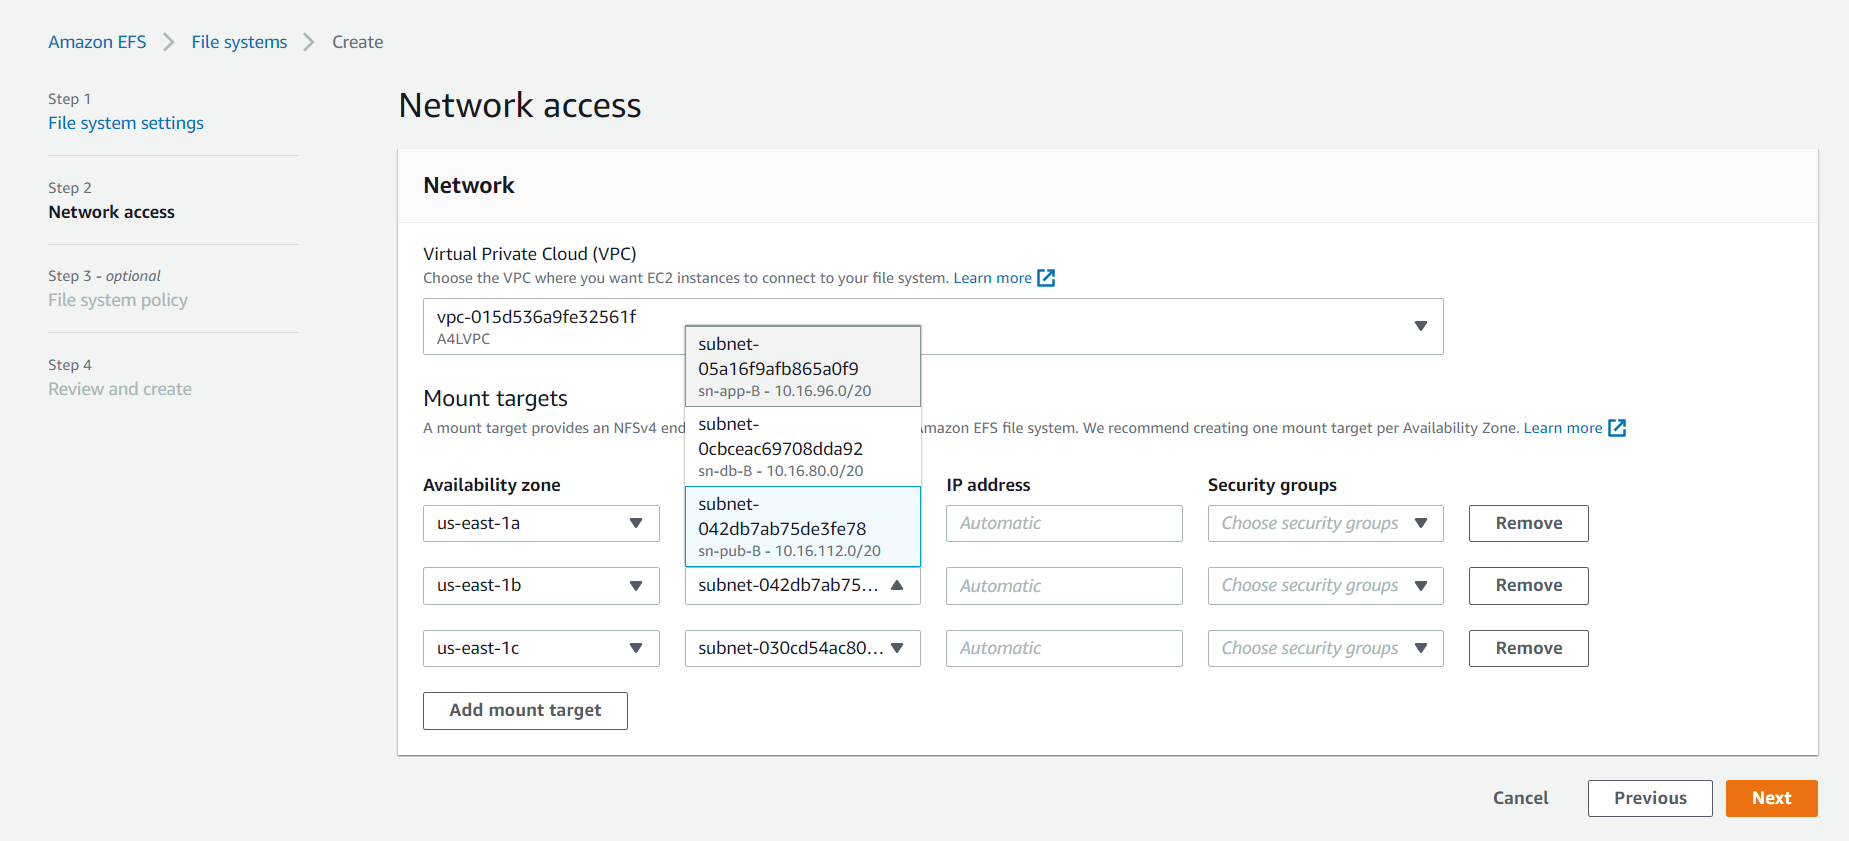 Amazon EFS
File systems
Create
Step 1
File system settings
Step 2
Network access
Step 3 - optional
File system policy
Step 4
Review and create
Network access
Network
Virtual Private Cloud (VPC)
Choose the VPC where you want EC2 instances to connect to your file system. Learn more
vpc-015d536a9fe32561f
A4LVPC
Mount targets
A mount target provides an NFSv4 end
mazon EFS file system. We recommend creating one mount target per Availability Zone. Learn more
subnet-
05a16f9afb865a0f9
sn-app-B - 10.16.96.0/20
subnet-
0cbceac69708dda92
sn-db-B - 10.16.80.0/20
subnet-
042db7ab75de3fe78
sn-pub-B - 10.16.112.0/20
Availability zone
IP address
Security groups
us-east-1a
Automatic
Choose security groups
Remove
us-east-1b
subnet-042db7ab75...
Automatic
Choose security groups
Remove
us-east-1c
subnet-030cd54ac80...
Automatic
Choose security groups
Remove
Add mount target
Cancel
Previous
Next